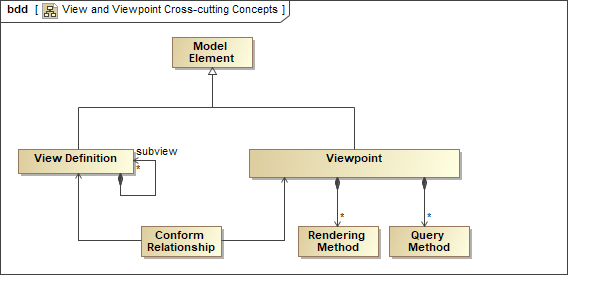 bdd [ View and Viewpoint Cross-cutting Concepts ]
Model
Element
View Definition
subview
*
Viewpoint
*
*
Conform
Relationship
Rendering
Method
Query
Method